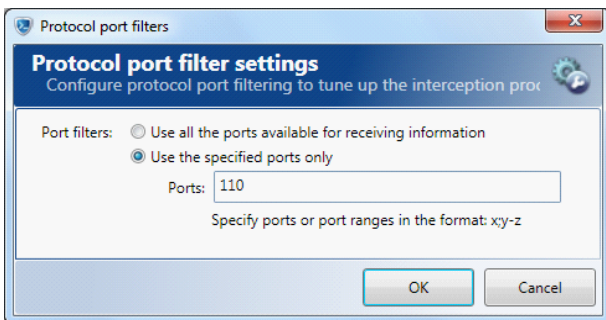 Protocol port filters
Protocol port filter settings
Configure protocol port filtering to tune up the interception proc
Port filters: Use all the ports available for receiving information
Use the specified ports only
Ports: 110
Specify ports or port ranges in the format: x;y-z
OK Cancel